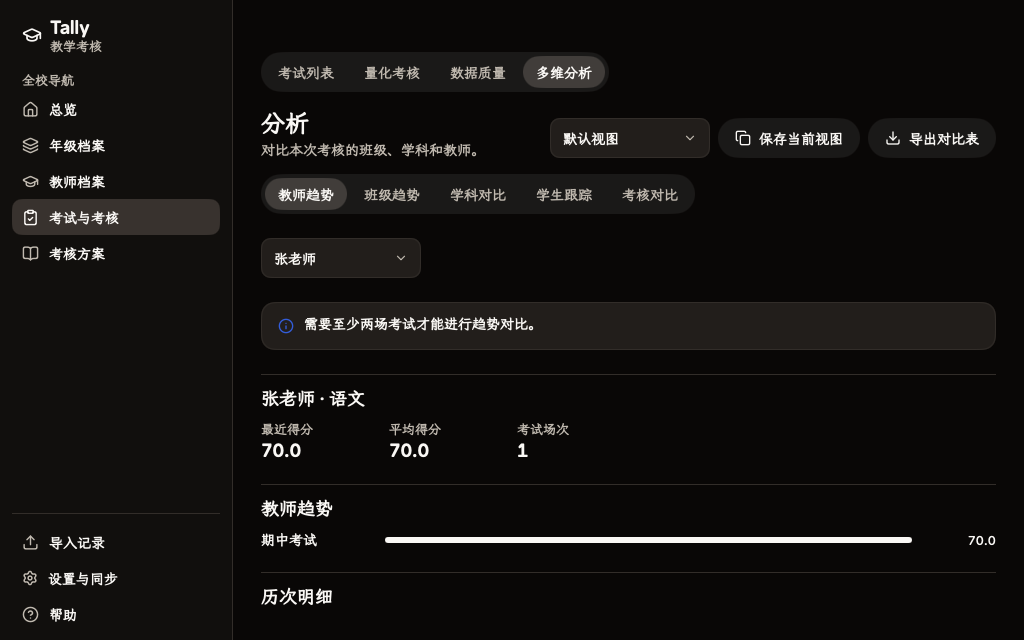 Tally
教学考核
全校导航
总览
年级档案
教师档案
考试与考核
考核方案
导入记录
设置与同步
帮助
考试列表 量化考核 数据质量 多维分析
分析
对比本次考核的班级、学科和教师。
默认视图 保存当前视图 导出对比表
教师趋势 班级趋势 学科对比 学生跟踪 考核对比
张老师
需要至少两场考试才能进行趋势对比。
张老师 · 语文
最近得分 平均得分 考试场次
70.0 70.0 1
教师趋势
期中考试 70.0
历次明细